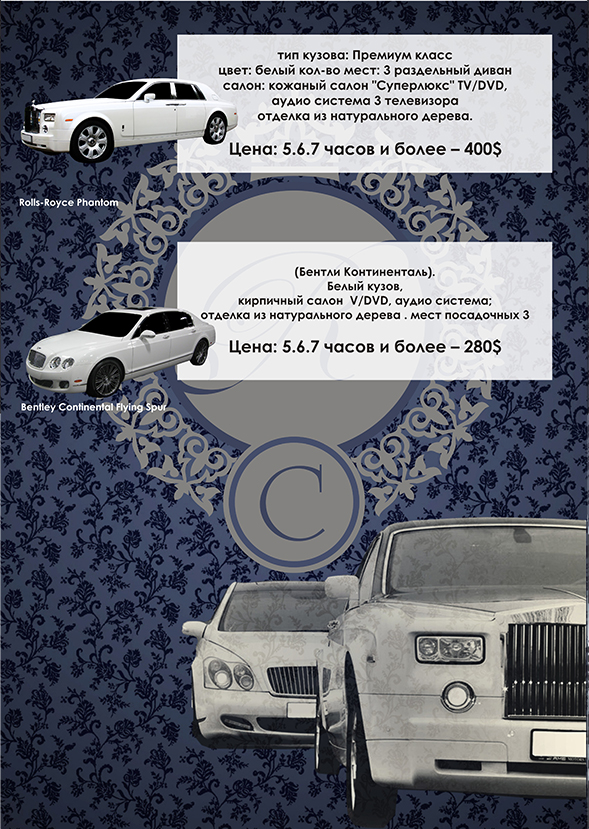 тип кузова: Премиум класс
цвет: белый кол-во мест: 3 раздельный диван
салон: кожаный салон "Суперлюкс" TV/DVD,
аудио система 3 телевизора
отделка из натурального дерева.
Цена: 5.6.7 часов и более – 400$
Rolls-Royce Phantom
(Бентли Континенталь).
Белый кузов,
кирпичный салон V/DVD, аудио система;
отделка из натурального дерева . мест посадочных 3
Цена: 5.6.7 часов и более – 280$
Bentley Continental Flying Spur
R
C